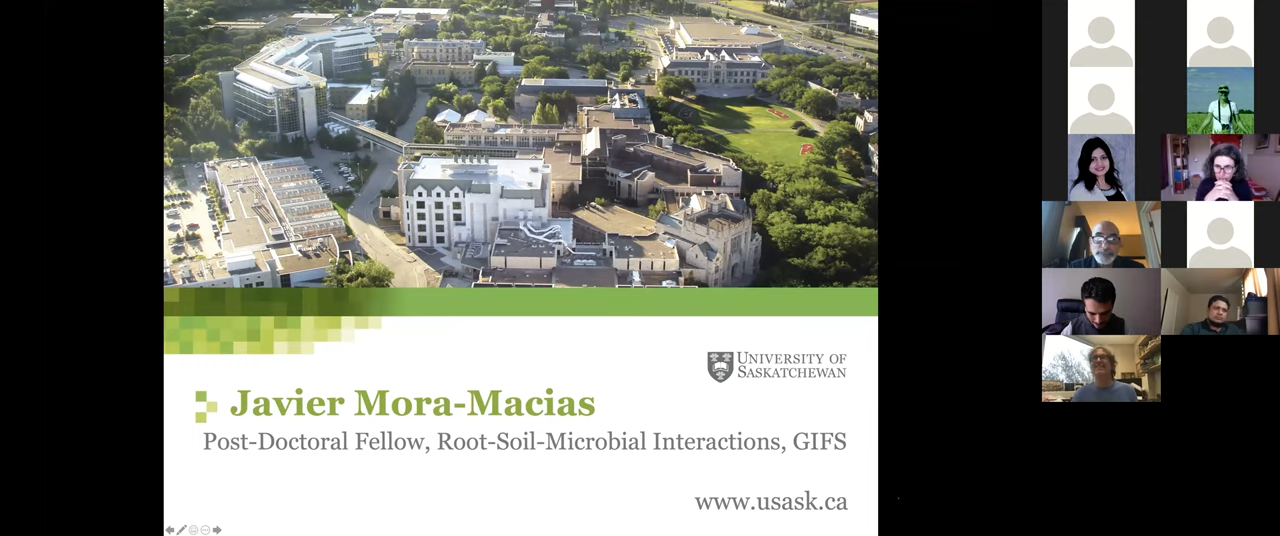 UNIVERSITY OF
SASKATCHEWAN
Javier Mora-Macias
Post-Doctoral Fellow, Root-Soil-Microbial Interactions, GIFS
www.usask.ca